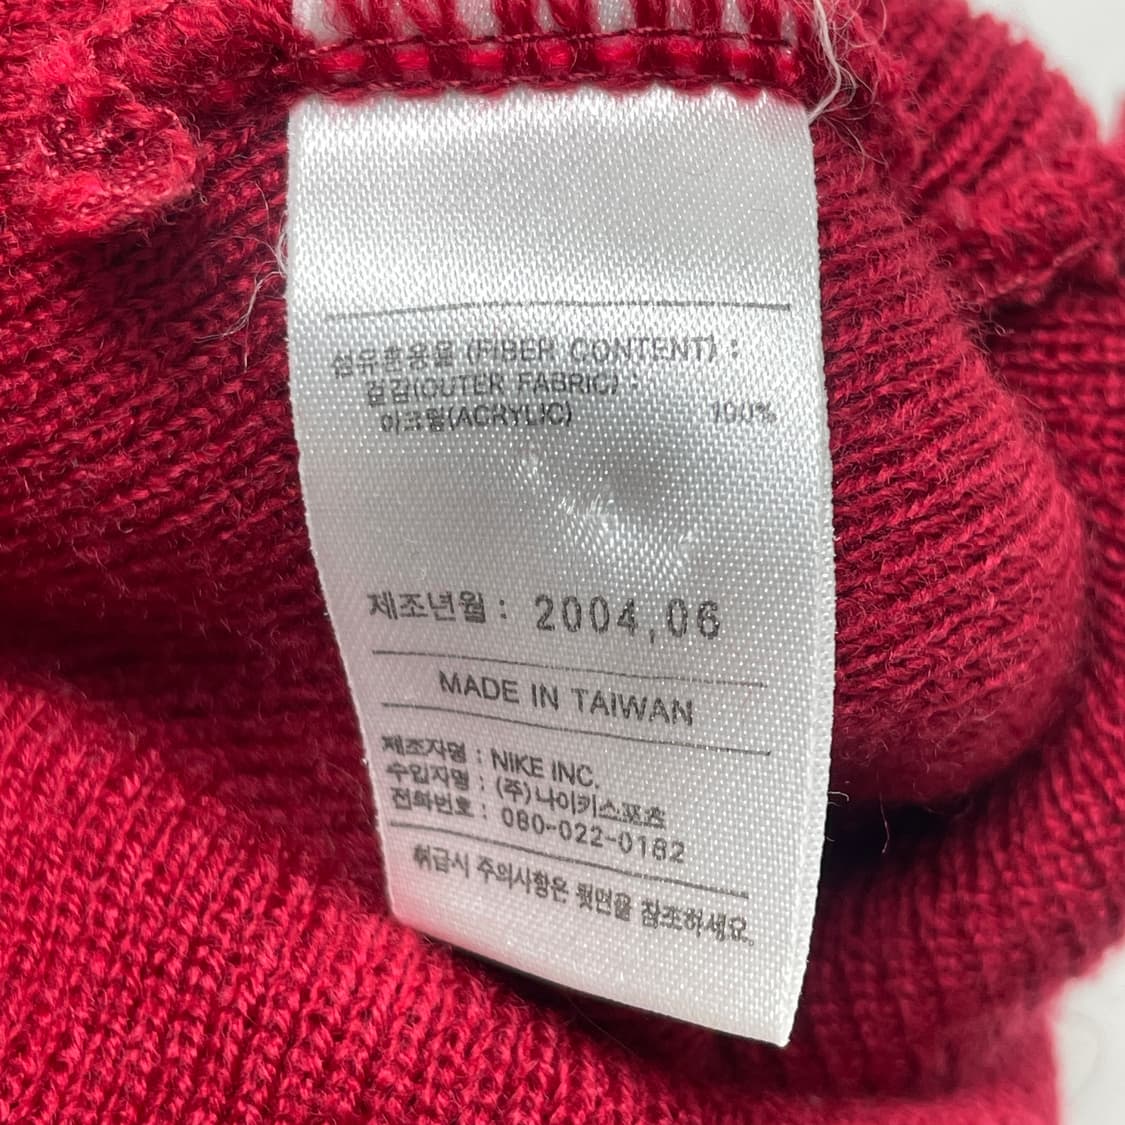 섬유혼용율 (FIBER CONTENT) :
겉감(OUTER FABRIC) :
아크릴(ACRYLIC) 100%
제조년월 : 2004,06
MADE IN TAIWAN
제조자명 : NIKE INC.
수입자명 : (주)나이키스포츠
전화번호 : 080-022-0182
취급시 주의사항은 뒷면을 참조하세요.